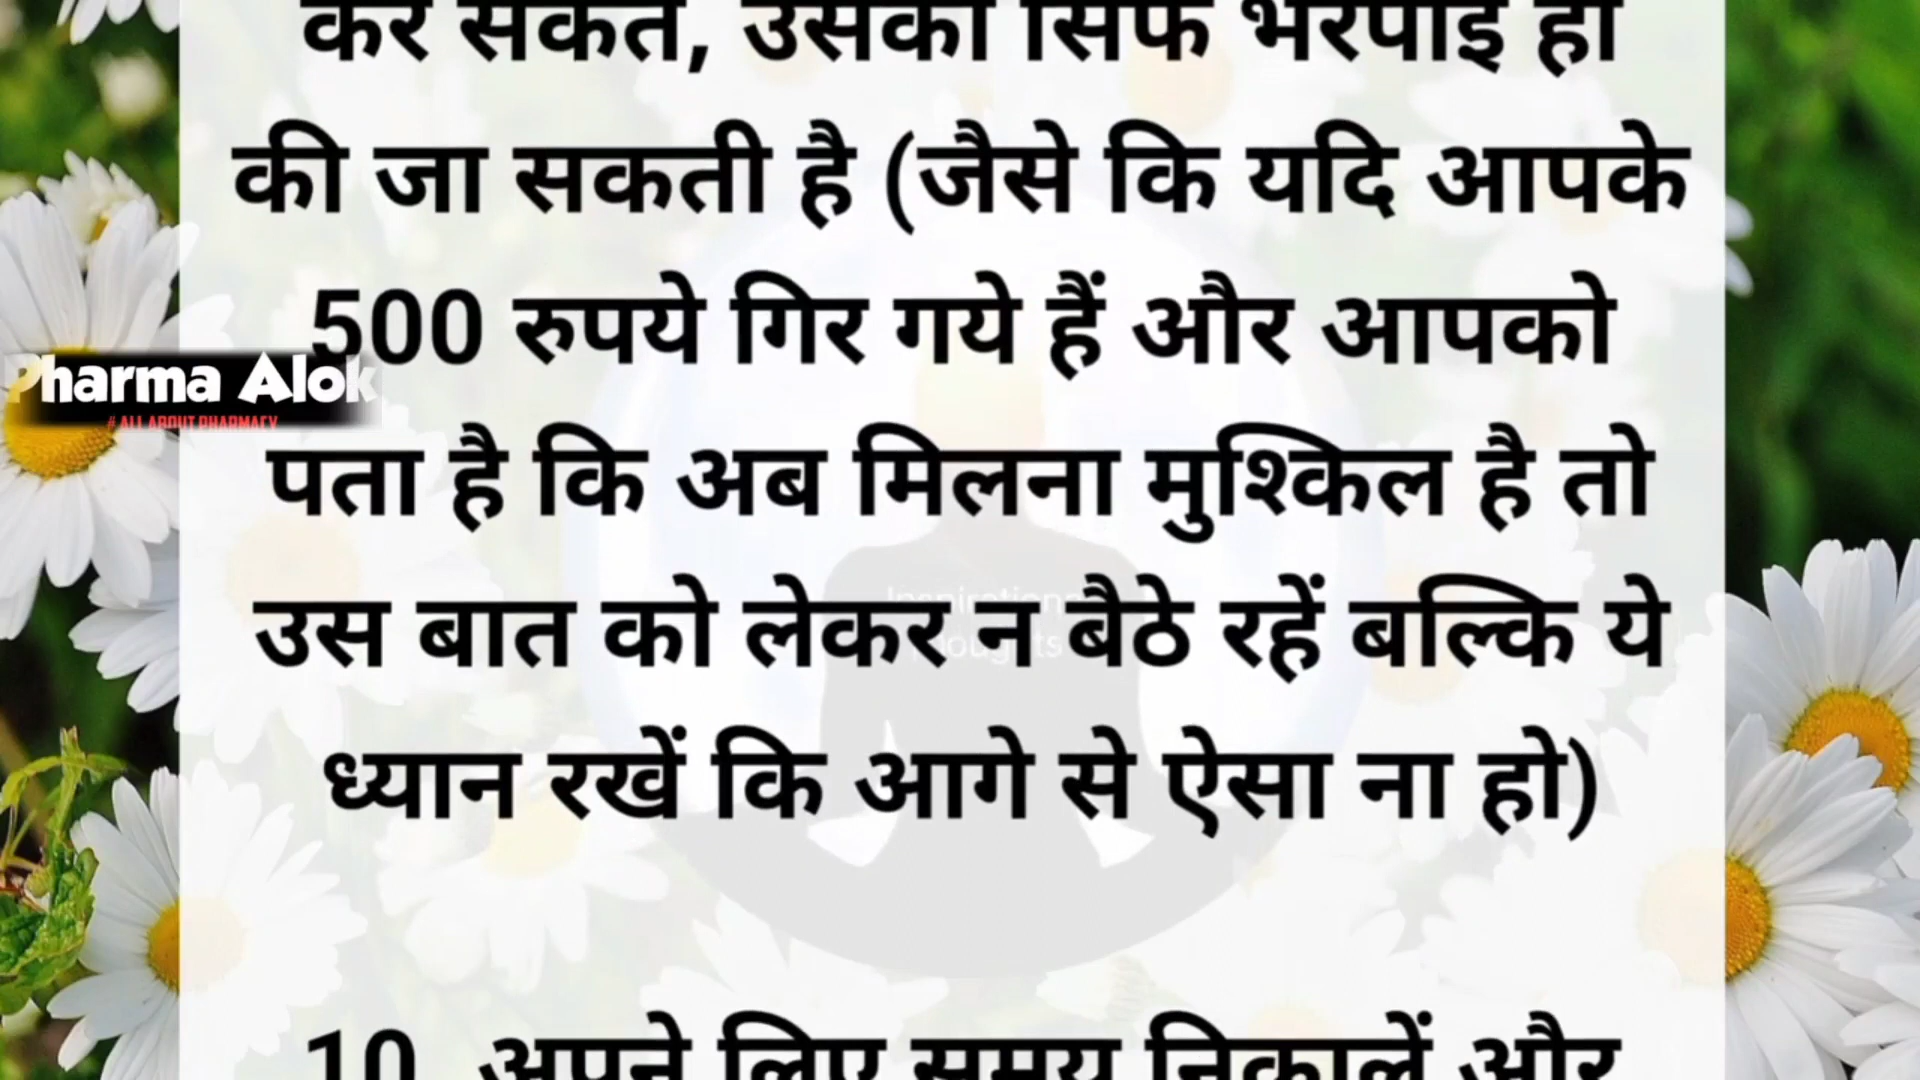 कर सकते, उसकी सिर्फ भरपाई ही
की जा सकती है (जैसे कि यदि आपके
500 रुपये गिर गये हैं और आपको
Pharma Alok
# ALL ABOUT PHARMACY
पता है कि अब मिलना मुश्किल है तो
उस बात को लेकर न बैठे रहें बल्कि ये
ध्यान रखें कि आगे से ऐसा ना हो)
10. अपने लिए समय निकालें और